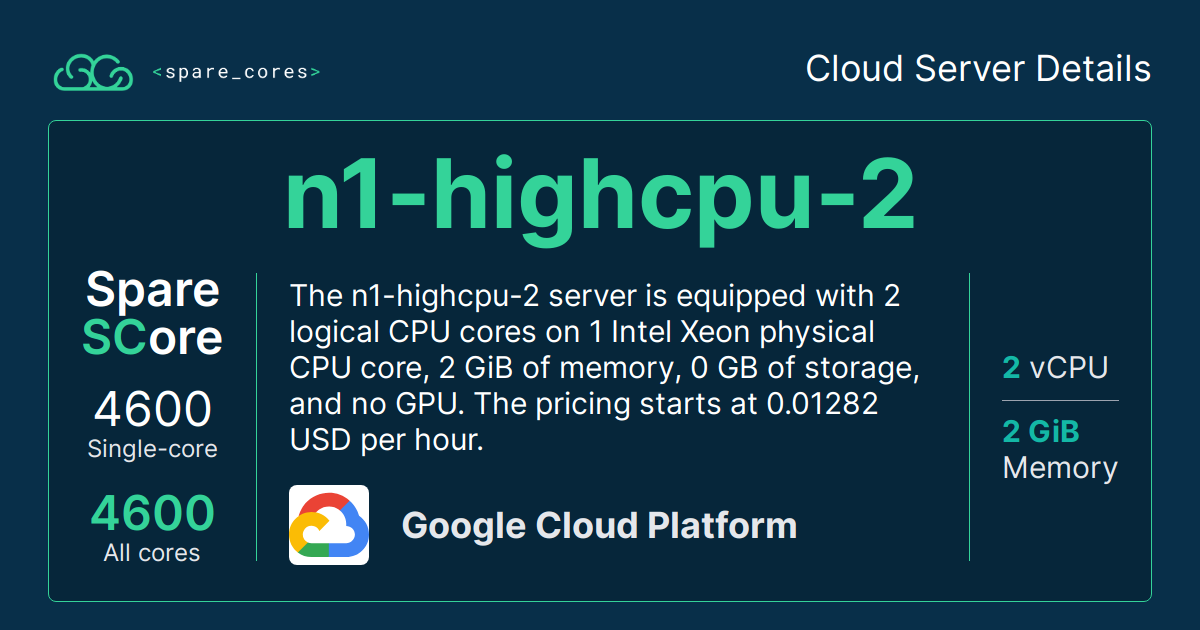 <spare_cores>
Cloud Server Details
n1-highcpu-2
Spare
SCore
4600
Single-core
4600
All cores
The n1-highcpu-2 server is equipped with 2
logical CPU cores on 1 Intel Xeon physical
CPU core, 2 GiB of memory, 0 GB of storage,
and no GPU. The pricing starts at 0.01282
USD per hour.
Google Cloud Platform
2 vCPU
2 GiB
Memory